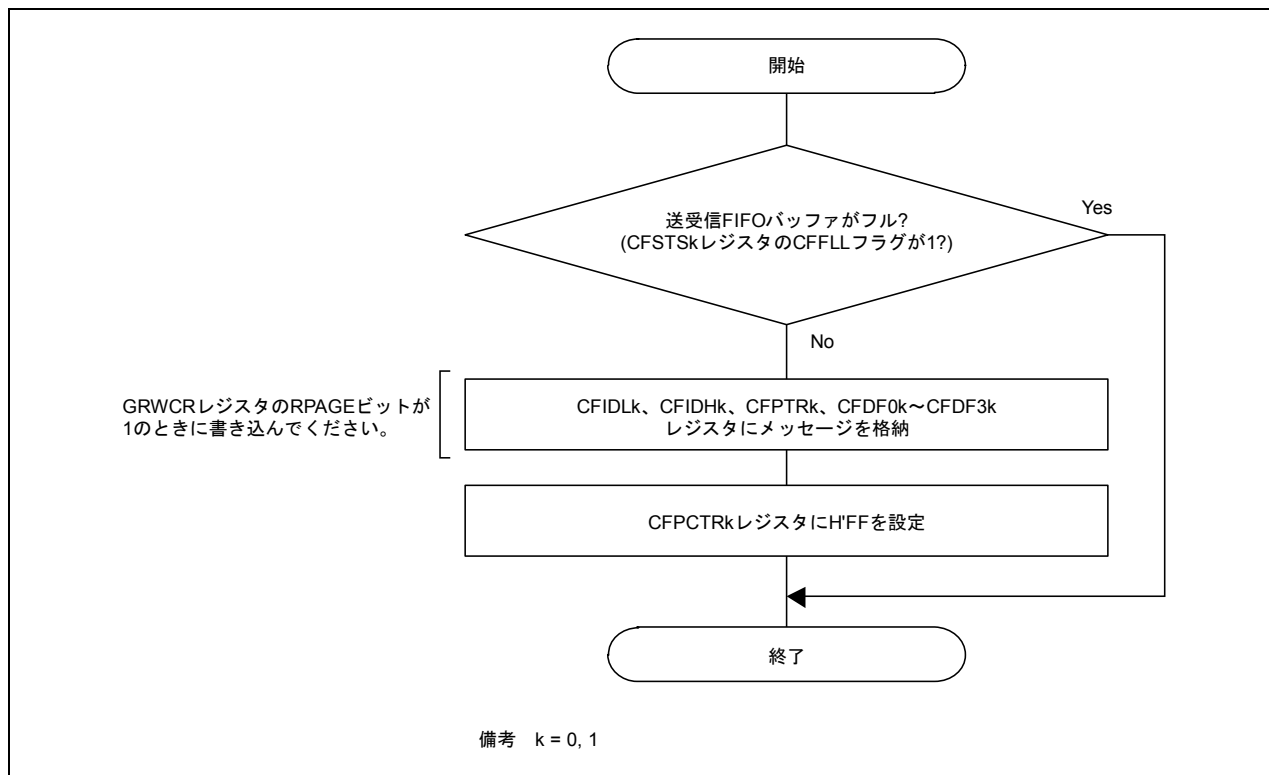 開始
送受信FIFOバッファがフル?
(CFSTSkレジスタのCFFLLフラグが1?)
Yes
No
GRWCRレジスタのRPAGEビットが
1のときに書き込んでください。
CFIDLk、CFIDHk、CFPTRk、CFDF0k～CFDF3k
レジスタにメッセージを格納
CFPCTRkレジスタにH'FFを設定
終了
備考 k = 0, 1